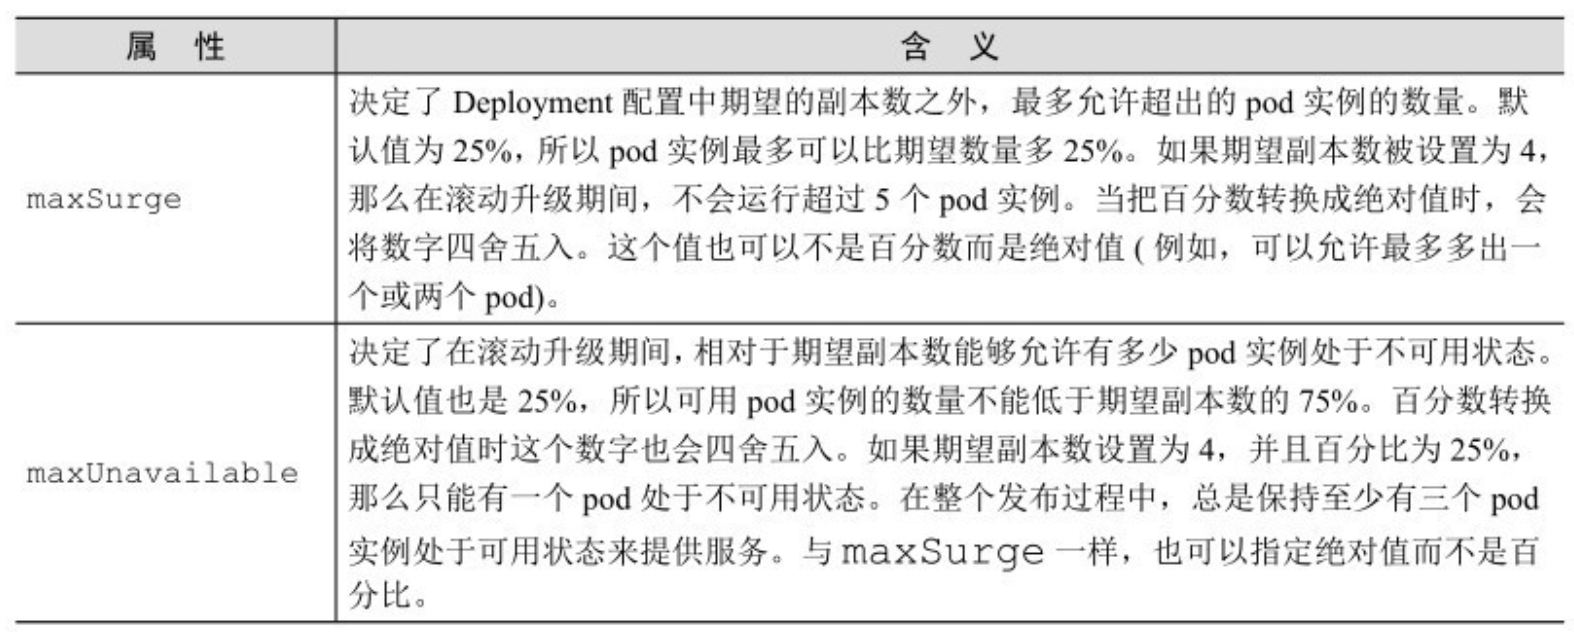 属 性 含 义
决定了 Deployment 配置中期望的副本数之外，最多允许超出的 pod 实例的数量。默
认值为 25%，所以 pod 实例最多可以比期望数量多 25%。如果期望副本数被设置为 4，
maxSurge
那么在滚动升级期间，不会运行超过 5 个 pod 实例。当把百分数转换成绝对值时，会
将数字四舍五入。这个值也可以不是百分数而是绝对值 ( 例如，可以允许最多多出一
个或两个 pod)。
决定了在滚动升级期间，相对于期望副本数能够允许有多少 pod 实例处于不可用状态。
默认值也是 25%，所以可用 pod 实例的数量不能低于期望副本数的 75%。百分数转换
成绝对值时这个数字也会四舍五入。如果期望副本数设置为 4，并且百分比为 25%，
maxUnavailable
那么只能有一个 pod 处于不可用状态。在整个发布过程中，总是保持至少有三个 pod
实例处于可用状态来提供服务。与 maxSurge 一样，也可以指定绝对值而不是百
分比。